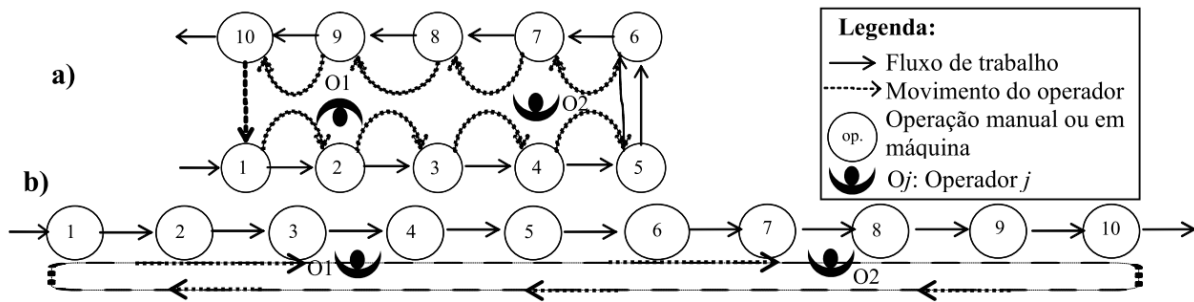 a)
10 9 8 7 6
O1 O2
1 2 3 4 5
Legenda:
Fluxo de trabalho
Movimento do operador
op. Operação manual ou em
máquina
Oj: Operador j
b)
1 2 3 4 5 6 7 8 9 10
O1 O2